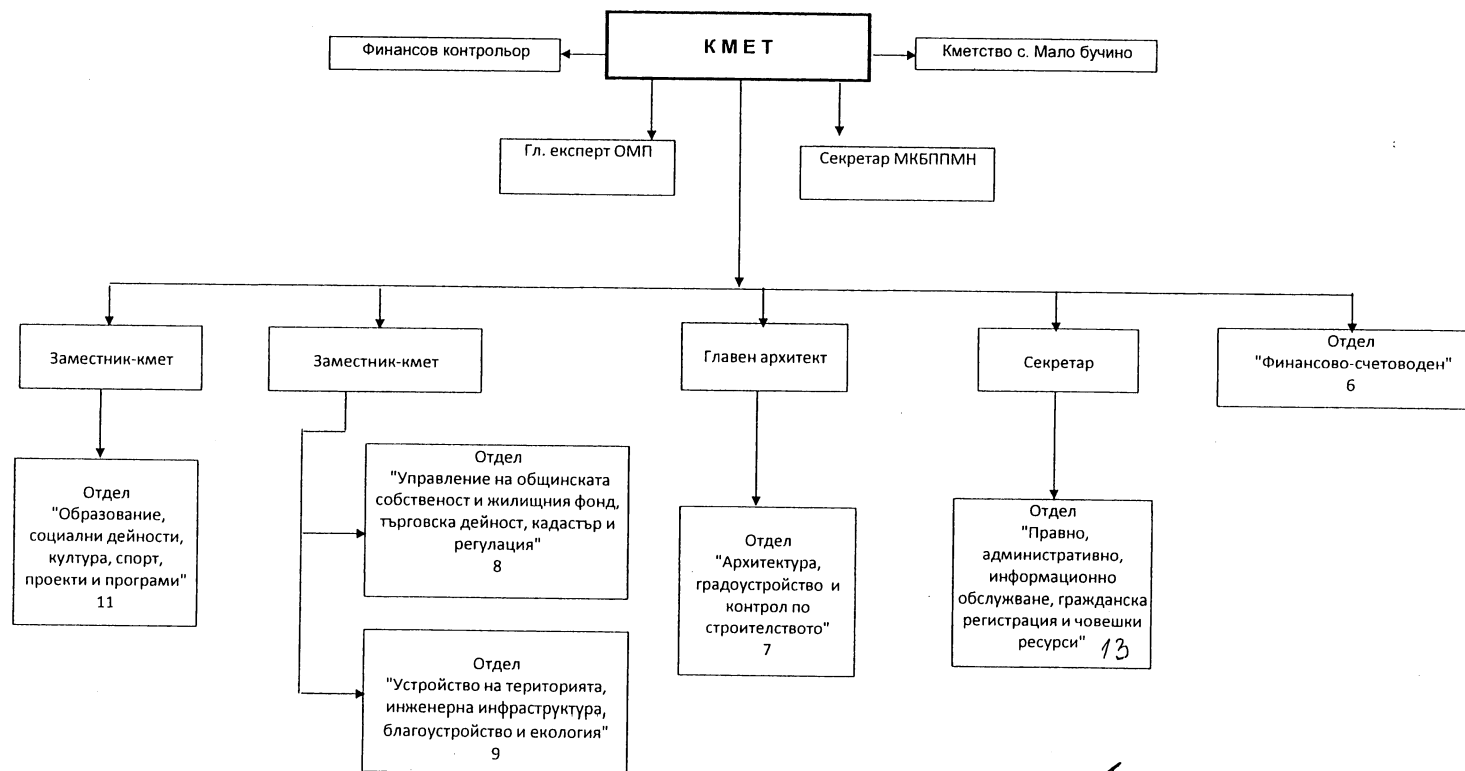 КМЕТ
Финансов контрольор
Кметство с. Мало бучино
Гл. експерт ОМП
Секретар МКБППМН
Заместник-кмет
Заместник-кмет
Главен архитект
Секретар
Отдел
"Финансово-счетоводен"
6
Отдел
"Образование,
социални дейности,
култура, спорт,
проекти и програми"
11
Отдел
"Управление на общинската
собственост и жилищния фонд,
търговска дейност, кадастър и
регулация"
8
Отдел
"Устройство на територията,
инженерна инфраструктура,
благоустройство и екология"
9
Отдел
"Архитектура,
градоустройство и
контрол по
строителството"
7
Отдел
"Правно,
административно,
информационно
обслужване, гражданска
регистрация и човешки
ресурси" 13